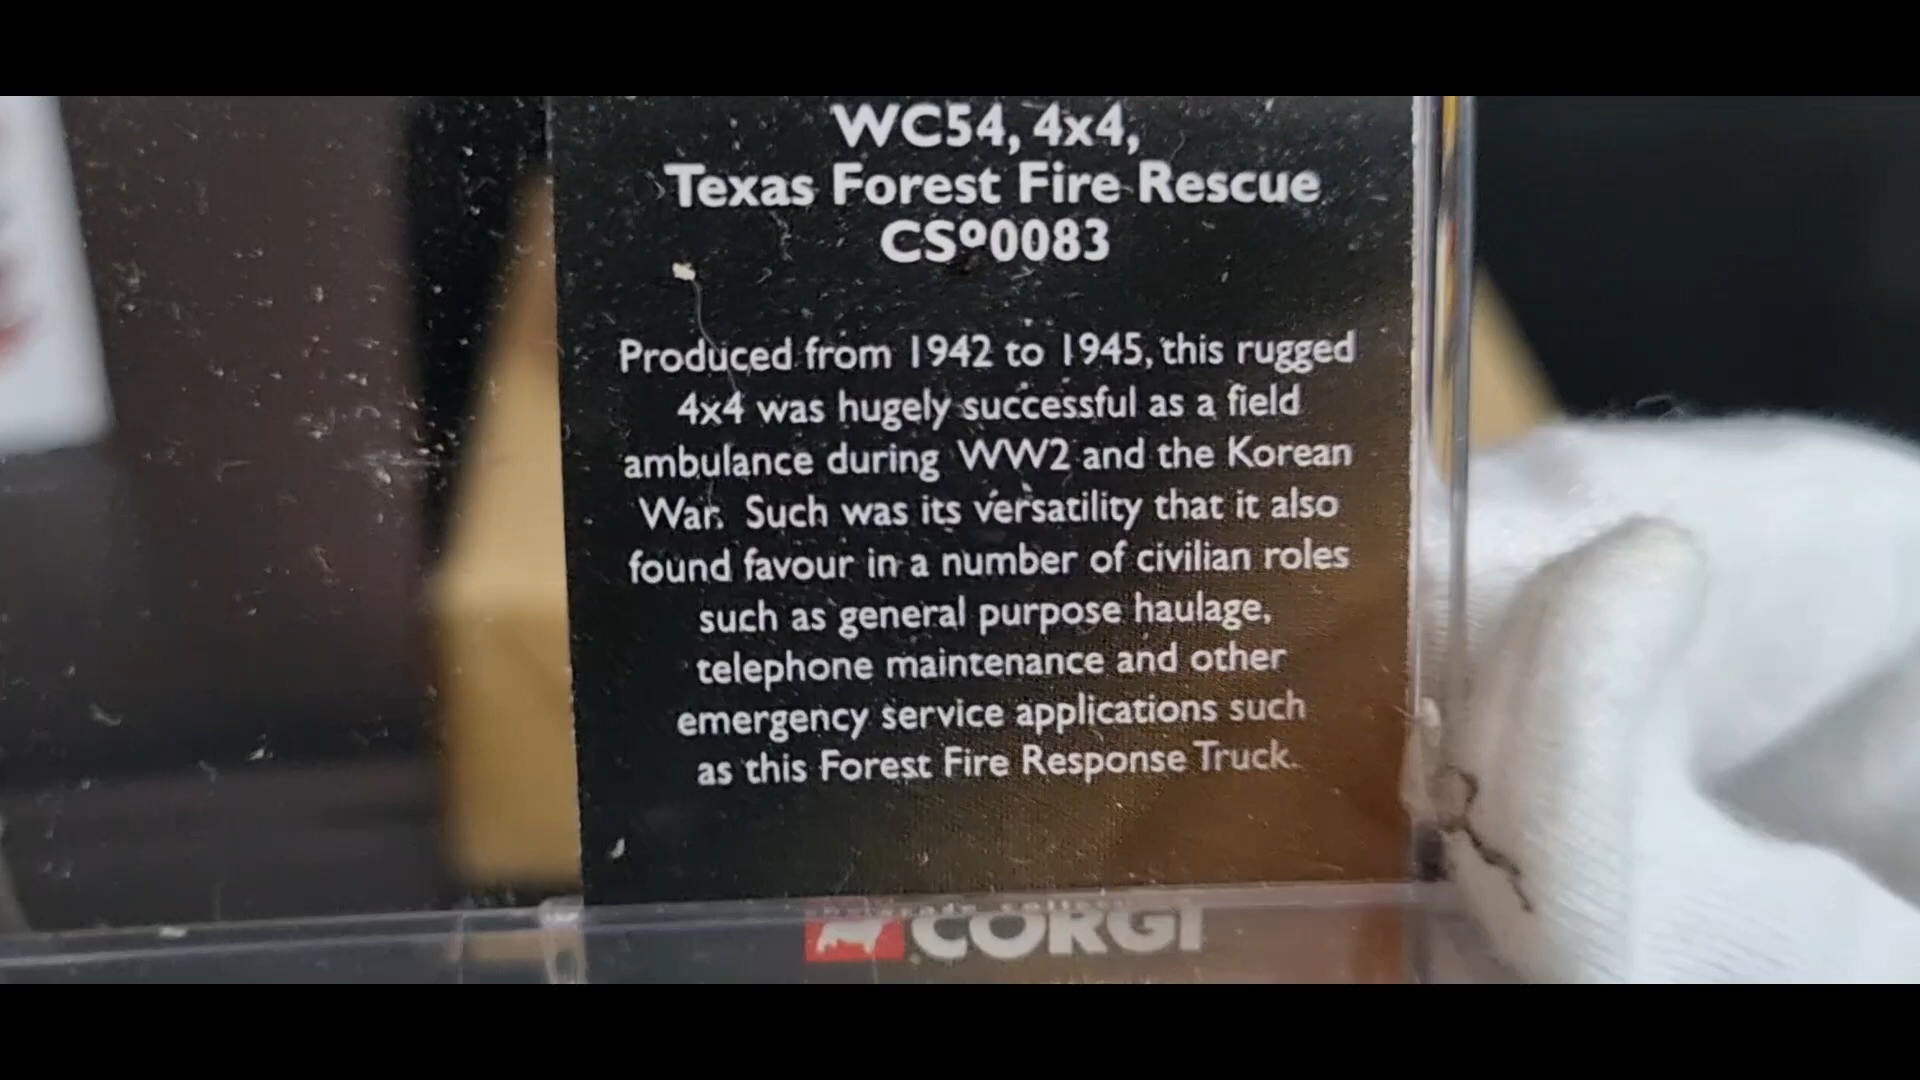 WC54, 4x4,
Texas Forest Fire Rescue
CSº0083
Produced from 1942 to 1945, this rugged
4x4 was hugely successful as a field
ambulance during WW2 and the Korean
War. Such was its versatility that it also
found favour in a number of civilian roles
such as general purpose haulage,
telephone maintenance and other
emergency service applications such
as this Forest Fire Response Truck.
CORGI